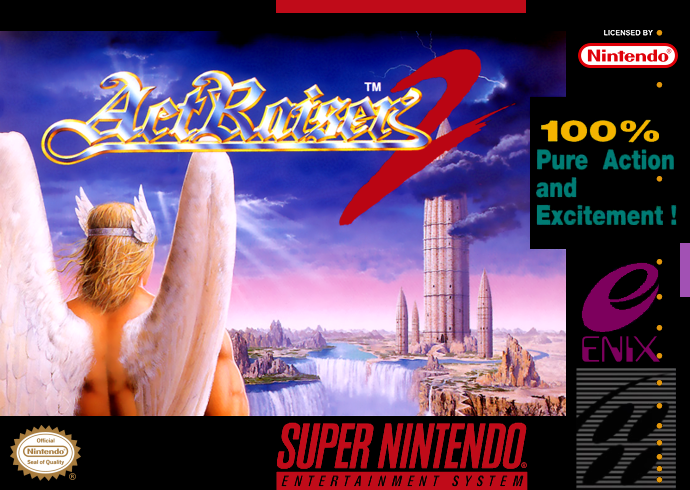 LICENSED BY
Nintendo®
ActRaiser 2
TM
100%
Pure Action
and
Excitement !
e
ENIX
Official
Nintendo
Seal of Quality
®
SUPER NINTENDO®
ENTERTAINMENT SYSTEM